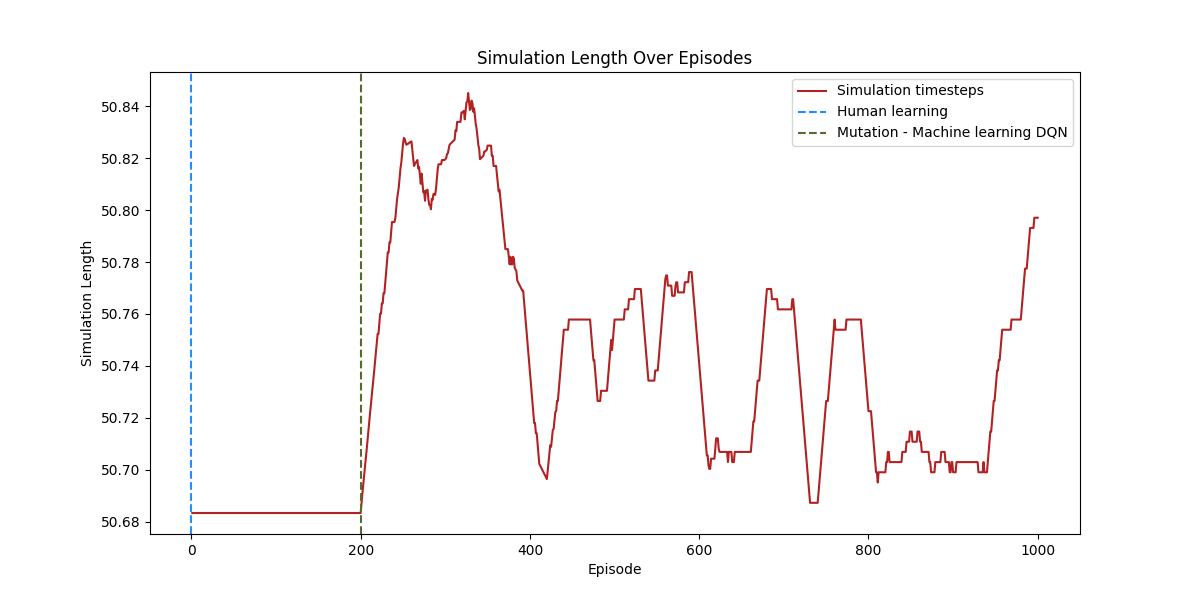 Simulation Length Over Episodes
Simulation timesteps
Human learning
Mutation - Machine learning DQN
Simulation Length
50.84
50.82
50.80
50.78
50.76
50.74
50.72
50.70
50.68
0 200 400 600 800 1000
Episode